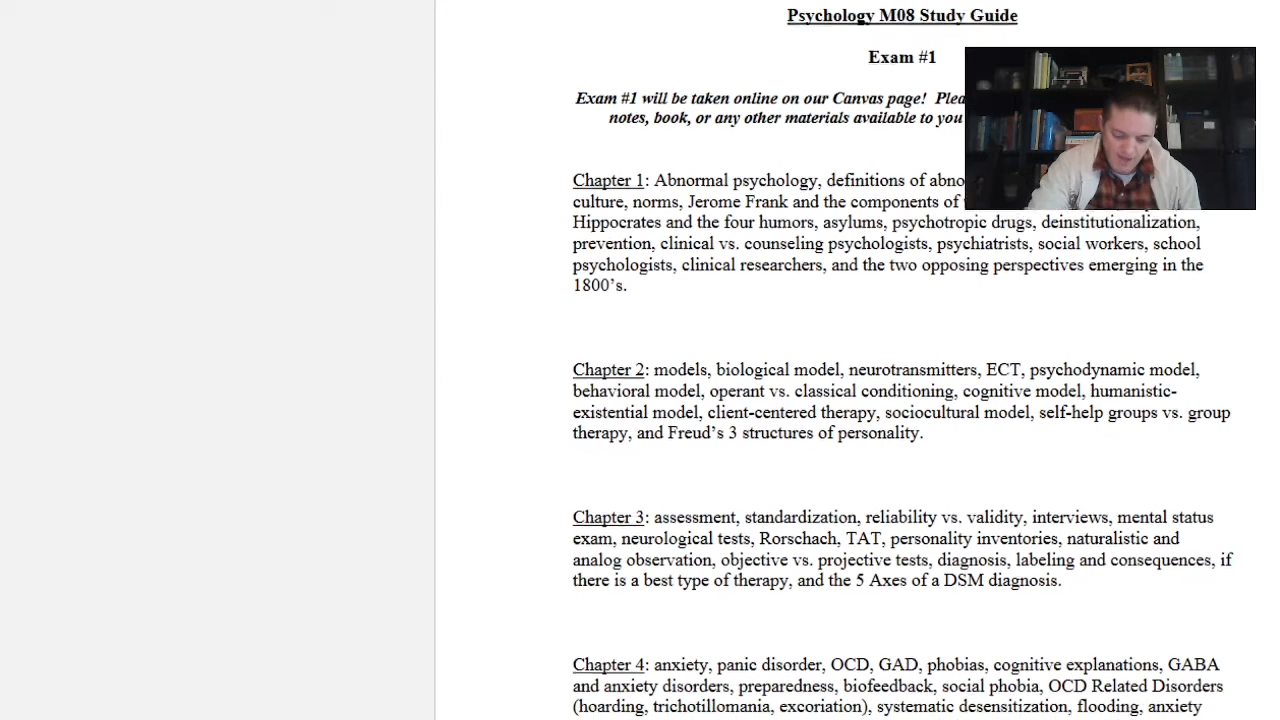 Psychology M08 Study Guide
Exam #1
Exam #1 will be taken online on our Canvas page!
notes, book, or any other materials available to you
Chapter 1: Abnormal psychology, definitions of
culture, norms, Jerome Frank and the components of
Hippocrates and the four humors, asylums, psychotropic drugs, deinstitutionalization,
prevention, clinical vs. counseling psychologists, psychiatrists, social workers, school
psychologists, clinical researchers, and the two opposing perspectives emerging in the
1800’s.
Chapter 2: models, biological model, neurotransmitters, ECT, psychodynamic model,
behavioral model, operant vs. classical conditioning, cognitive model, humanistic-
existential model, client-centered therapy, sociocultural model, self-help groups vs. group
therapy, and Freud’s 3 structures of personality.
Chapter 3: assessment, standardization, reliability vs. validity, interviews, mental status
exam, neurological tests, Rorschach, TAT, personality inventories, naturalistic and
analog observation, objective vs. projective tests, diagnosis, labeling and consequences, if
there is a best type of therapy, and the 5 Axes of a DSM diagnosis.
Chapter 4: anxiety, panic disorder, OCD, GAD, phobias, cognitive explanations, GABA
and anxiety disorders, preparedness, biofeedback, social phobia, OCD Related Disorders
(hoarding, trichotillomania, excoriation), systematic desensitization, flooding, anxiety